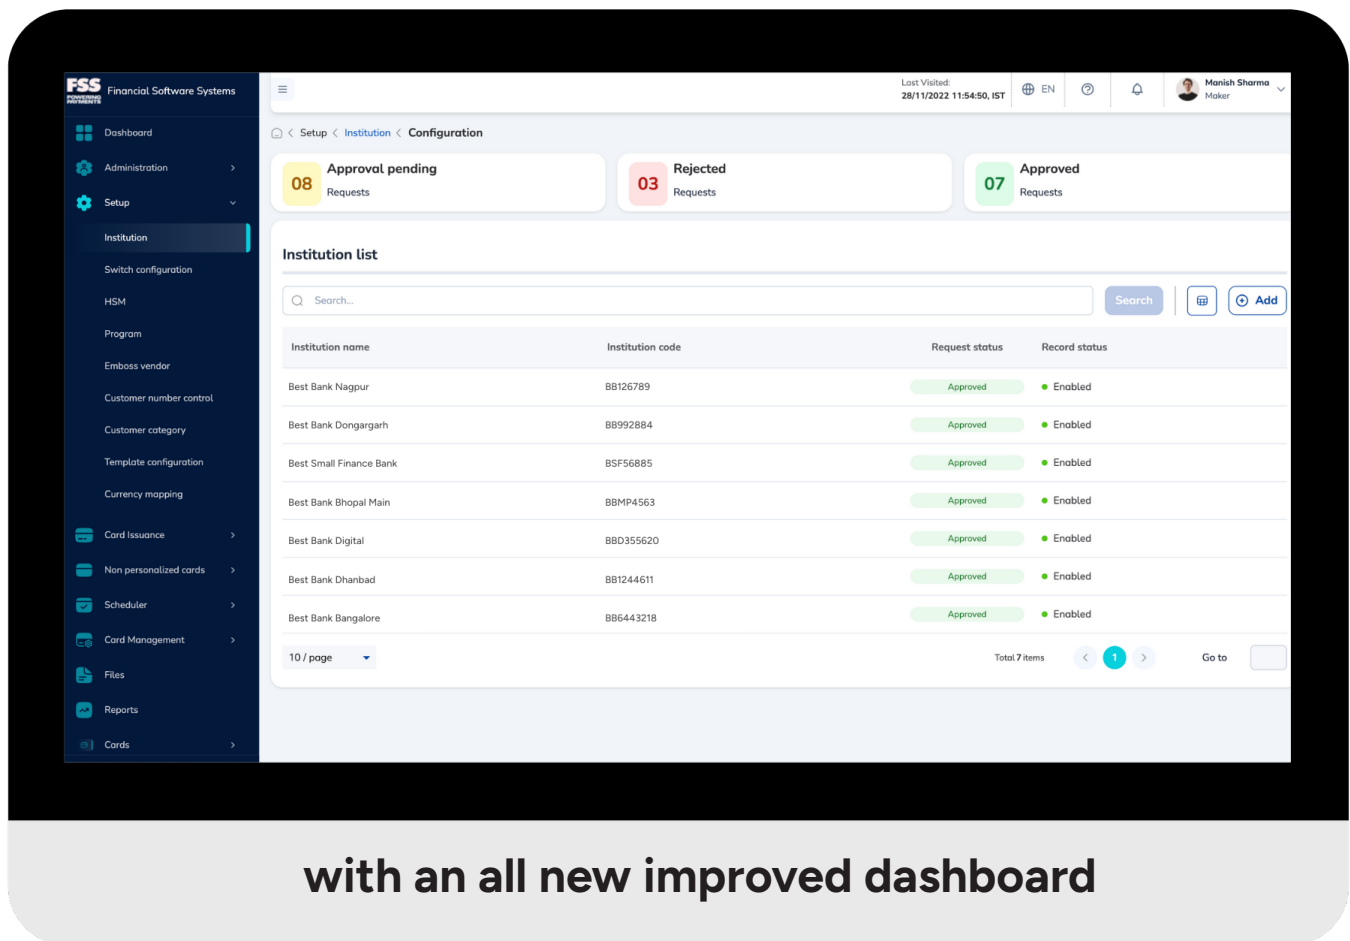 FSS
POWERING
PAYMENTS
Financial Software Systems
Last Visited:
28/11/2022 11:54:50, IST
EN
Manish Sharma
Maker
Dashboard
Administration
Setup
Institution
Switch configuration
HSM
Program
Emboss vendor
Customer number control
Customer category
Template configuration
Currency mapping
Card Issuance
Non personalized cards
Scheduler
Card Management
Files
Reports
Cards
Setup < Institution < Configuration
08 Approval pending
Requests
03 Rejected
Requests
07 Approved
Requests
Institution list
Search...
Search
Add
Institution name Institution code Request status Record status
Best Bank Nagpur BB126789 Approved Enabled
Best Bank Dongargarh BB992884 Approved Enabled
Best Small Finance Bank BSF56885 Approved Enabled
Best Bank Bhopal Main BBMP4563 Approved Enabled
Best Bank Digital BBD355620 Approved Enabled
Best Bank Dhanbad BB1244611 Approved Enabled
Best Bank Bangalore BB6443218 Approved Enabled
10 / page Total 7 items < 1 > Go to
with an all new improved dashboard